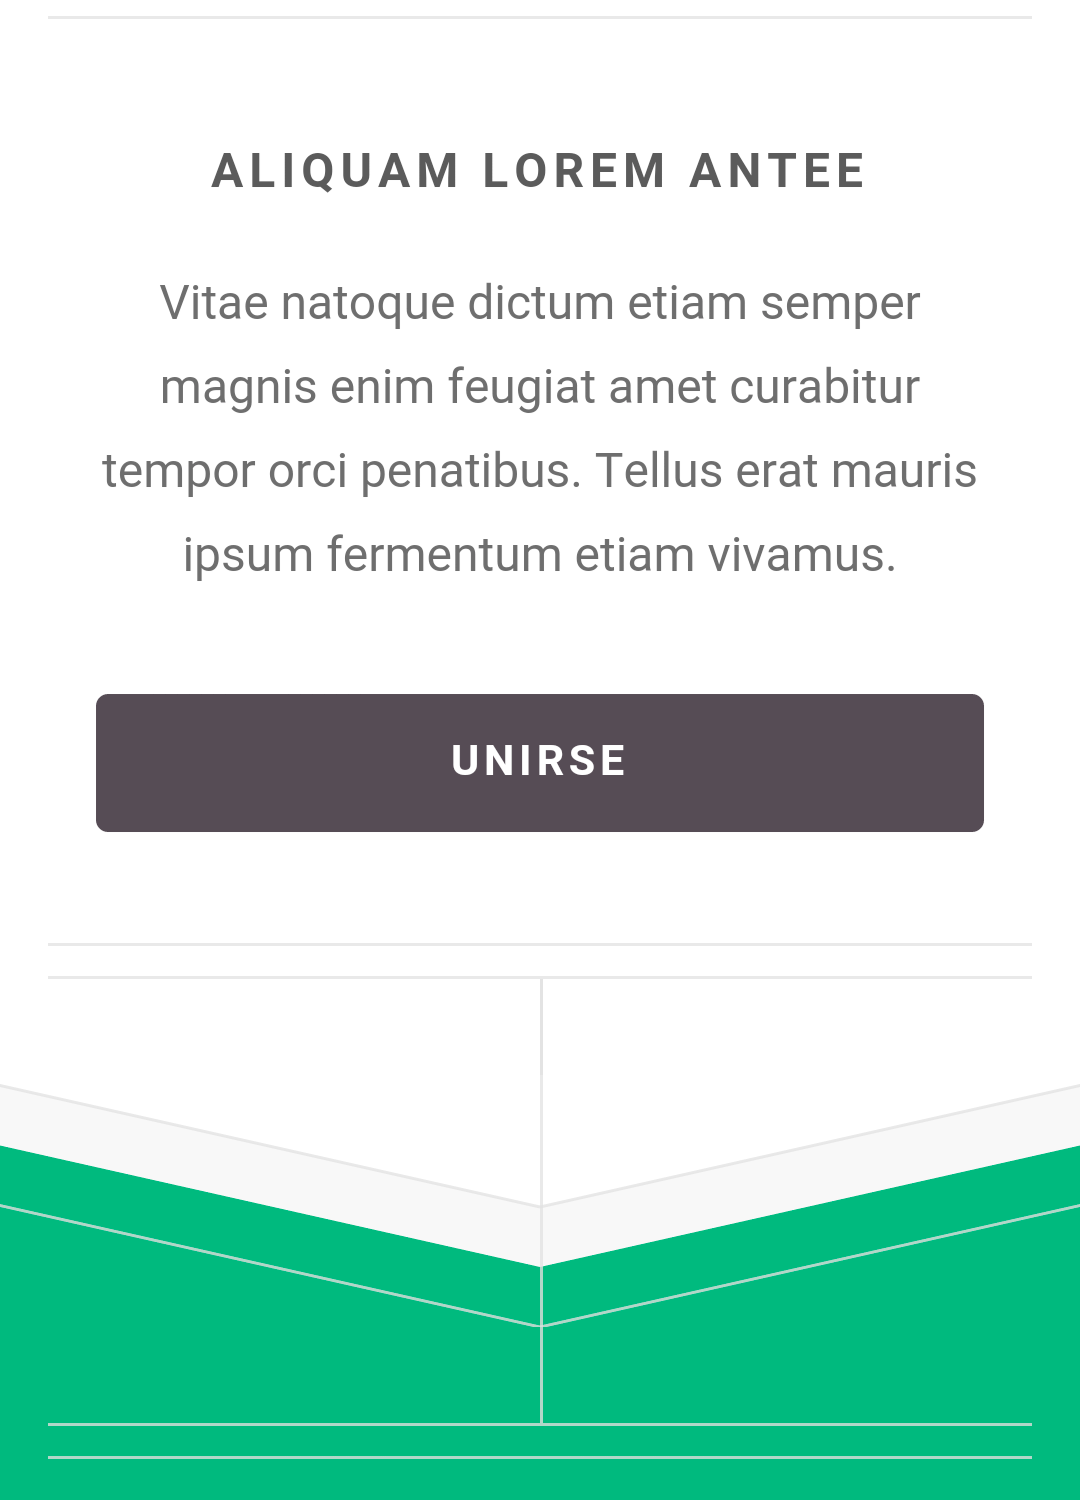 ALIQUAM LOREM ANTEE
Vitae natoque dictum etiam semper
magnis enim feugiat amet curabitur
tempor orci penatibus. Tellus erat mauris
ipsum fermentum etiam vivamus.
UNIRSE